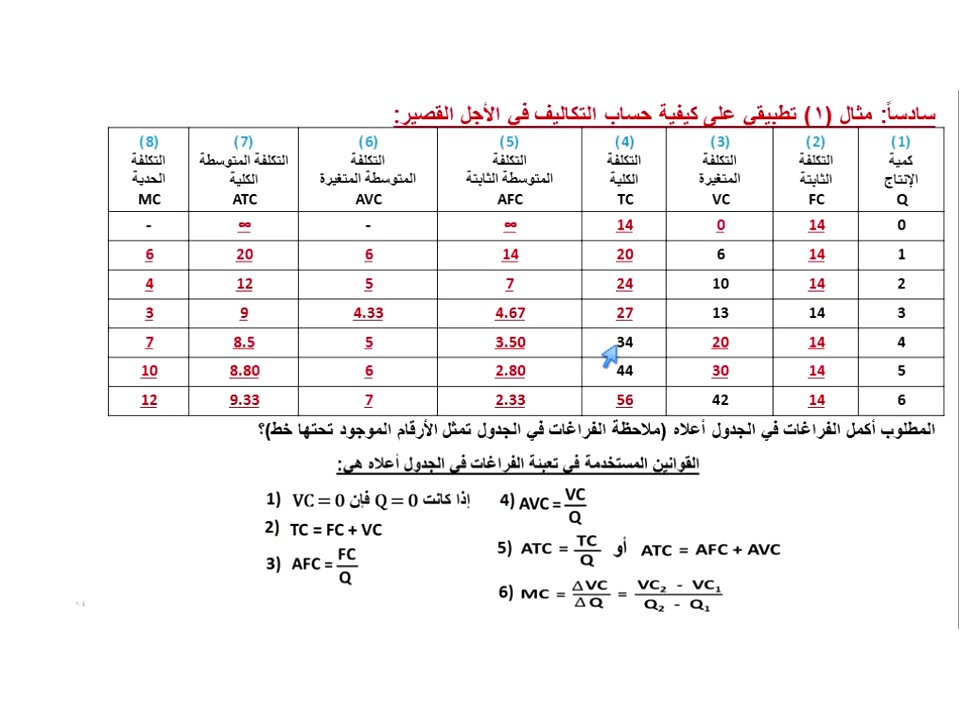 سادساً: مثال (١) تطبيقي على كيفية حساب التكاليف في الأجل القصير:
(1) كمية الإنتاج Q | (2) التكلفة الثابتة FC | (3) التكلفة المتغيرة VC | (4) التكلفة الكلية TC | (5) التكلفة المتوسطة الثابتة AFC | (6) التكلفة المتوسطة المتغيرة AVC | (7) التكلفة المتوسطة الكلية ATC | (8) التكلفة الحدية MC
0 | 14 | 0 | 14 | ∞ | - | ∞ | -
1 | 14 | 6 | 20 | 14 | 6 | 20 | 6
2 | 14 | 10 | 24 | 7 | 5 | 12 | 4
3 | 14 | 13 | 27 | 4.67 | 4.33 | 9 | 3
4 | 14 | 20 | 34 | 3.50 | 5 | 8.5 | 7
5 | 14 | 30 | 44 | 2.80 | 6 | 8.80 | 10
6 | 14 | 42 | 56 | 2.33 | 7 | 9.33 | 12
المطلوب أكمل الفراغات في الجدول أعلاه (ملاحظة الفراغات في الجدول تمثل الأرقام الموجود تحتها خط)؟
القوانين المستخدمة في تعبئة الفراغات في الجدول أعلاه هي:
1) إذا كانت Q = 0 فإن VC = 0
2) TC = FC + VC
3) AFC = FC / Q
4) AVC = VC / Q
5) ATC = TC / Q أو ATC = AFC + AVC
6) MC = ΔVC / ΔQ = VC₂ - VC₁ / Q₂ - Q₁